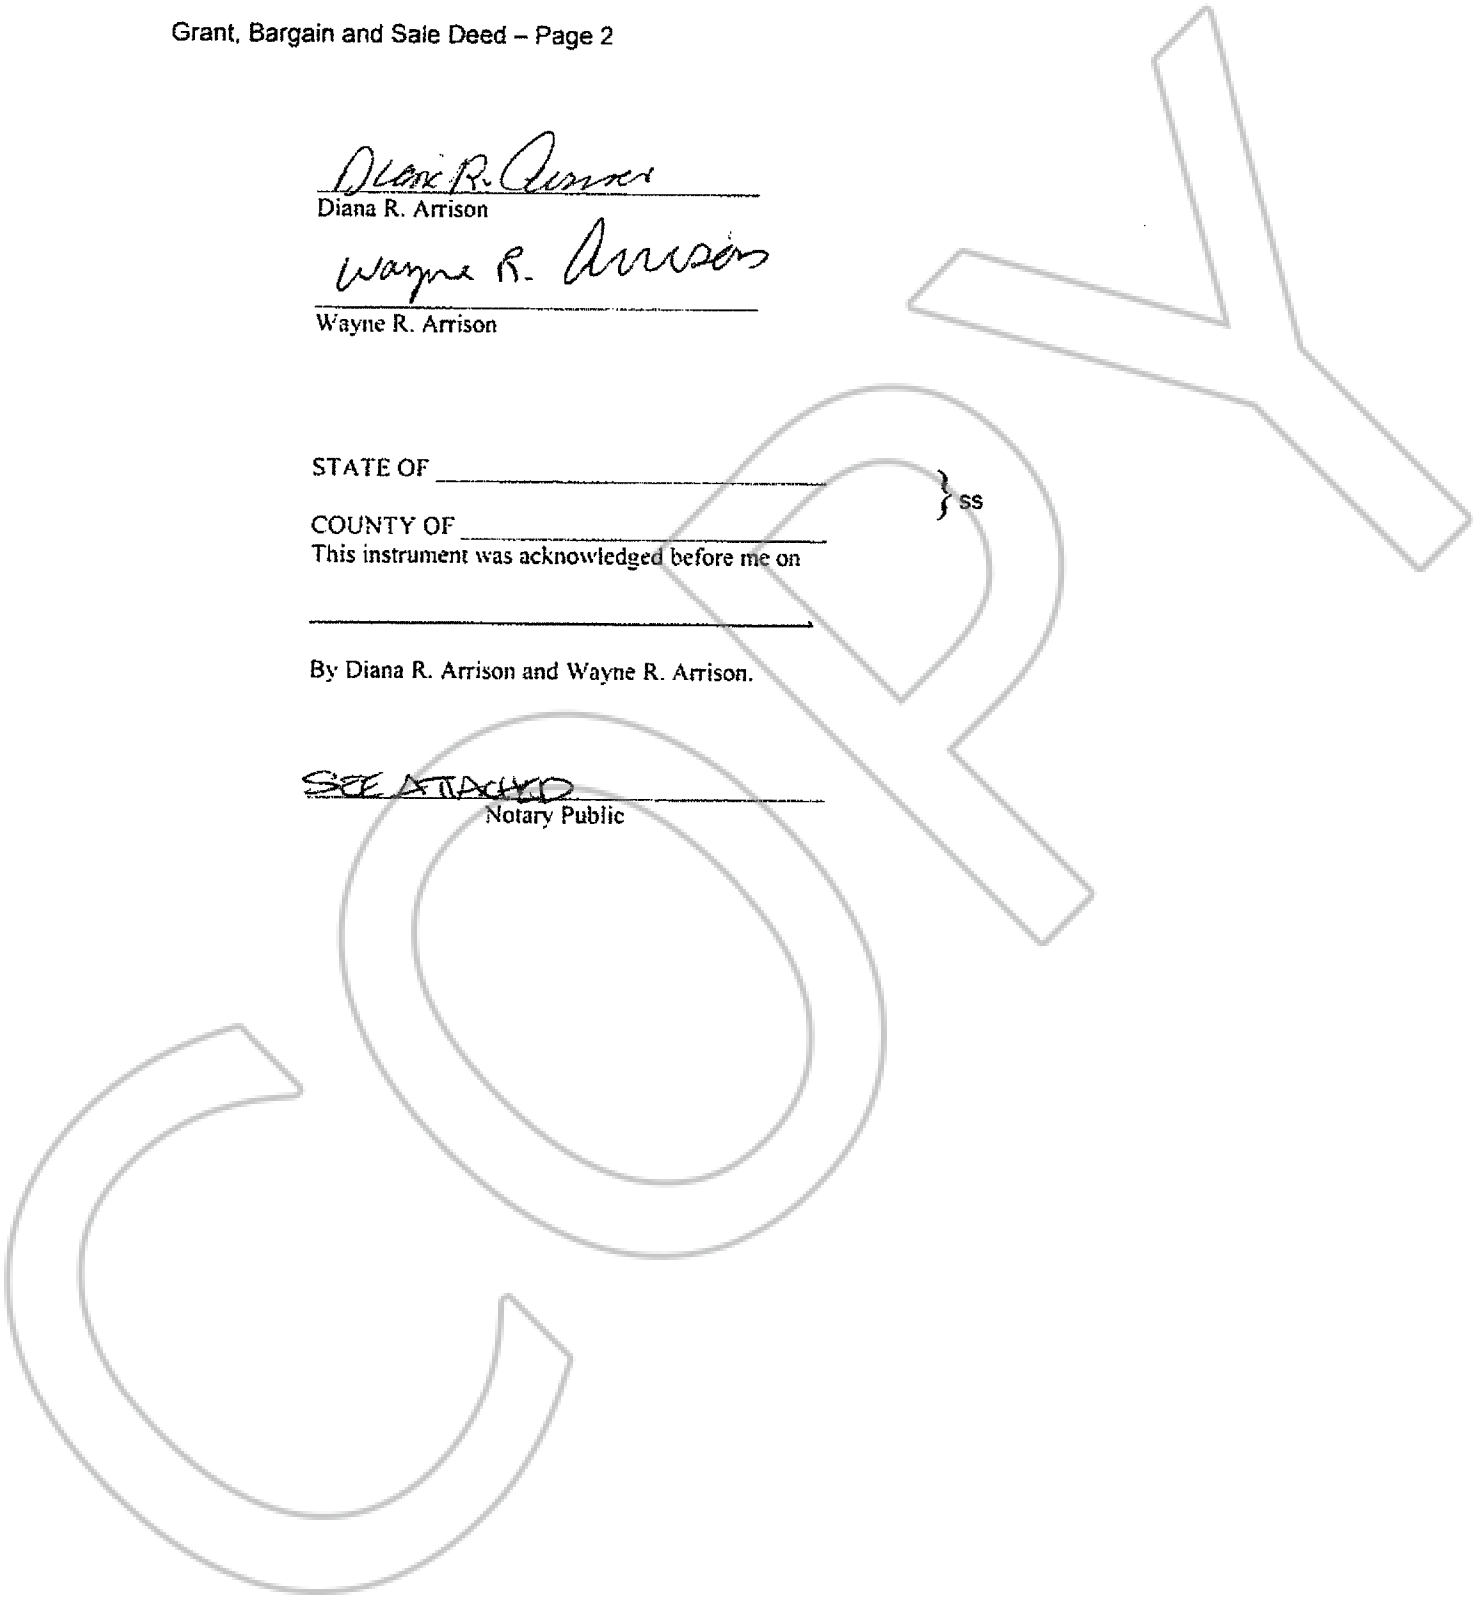 Grant, Bargain and Sale Deed – Page 2
Diana R. Arrison
Diana R. Arrison
Wayne R. Arrison
Wayne R. Arrison
STATE OF
} ss
COUNTY OF
This instrument was acknowledged before me on
By Diana R. Arrison and Wayne R. Arrison.
SEE ATTACHED
Notary Public
COPY